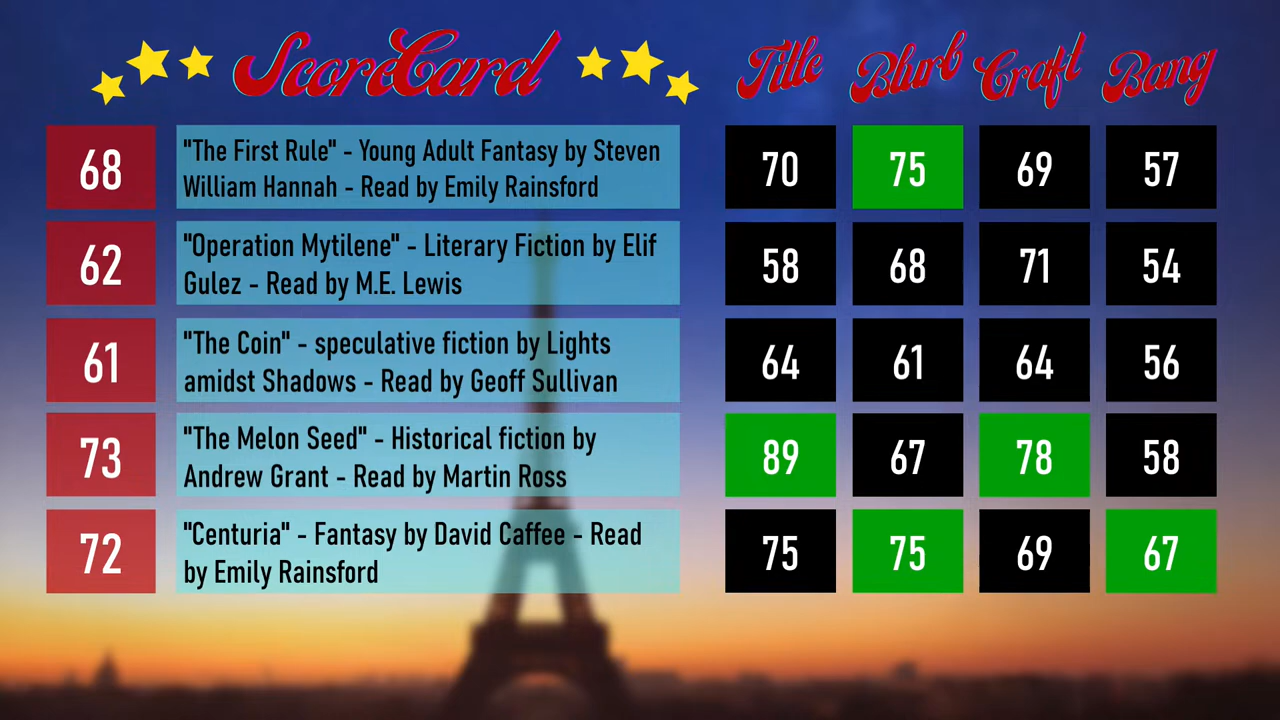 ScoreCard Title Blurb Craft Bang
68 "The First Rule" - Young Adult Fantasy by Steven
William Hannah - Read by Emily Rainsford 70 75 69 57
62 "Operation Mytilene" - Literary Fiction by Elif
Gulez - Read by M.E. Lewis 58 68 71 54
61 "The Coin" - speculative fiction by Lights
amidst Shadows - Read by Geoff Sullivan 64 61 64 56
73 "The Melon Seed" - Historical fiction by
Andrew Grant - Read by Martin Ross 89 67 78 58
72 "Centuria" - Fantasy by David Caffee - Read
by Emily Rainsford 75 75 69 67